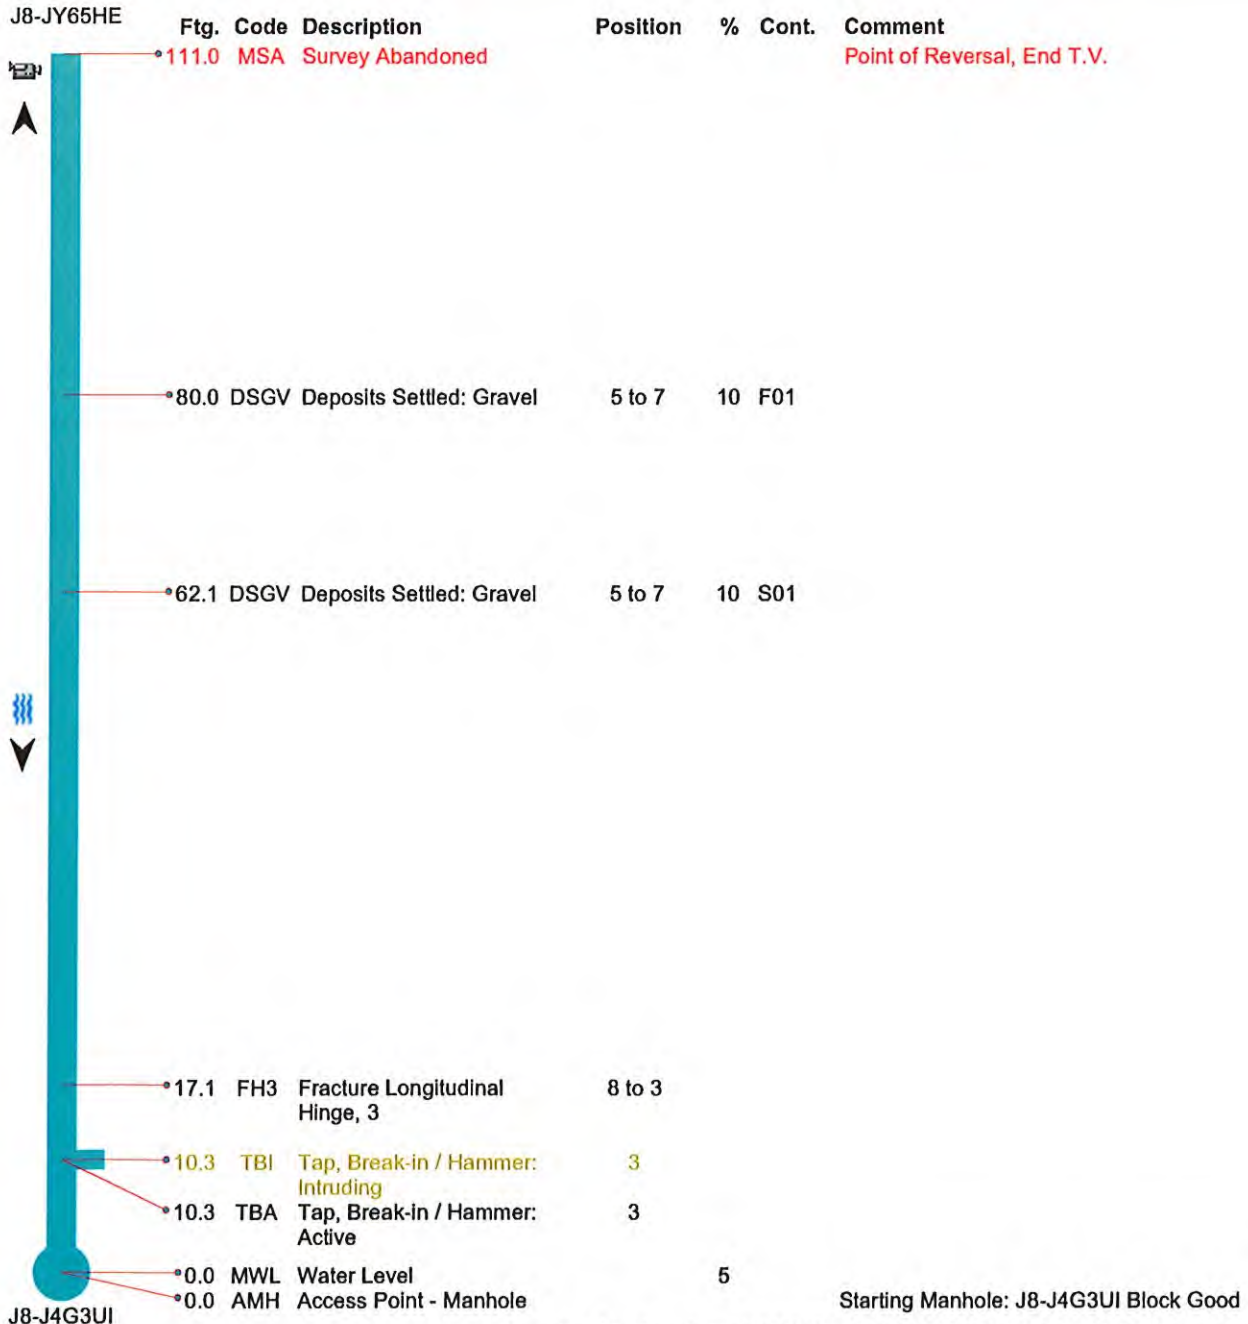 J8-JY65HE
Ftg. Code Description Position % Cont. Comment
111.0 MSA Survey Abandoned Point of Reversal, End T.V.
80.0 DSGV Deposits Settled: Gravel 5 to 7 10 F01
62.1 DSGV Deposits Settled: Gravel 5 to 7 10 S01
17.1 FH3 Fracture Longitudinal 8 to 3
Hinge, 3
10.3 TBI Tap, Break-in / Hammer: 3
Intruding
10.3 TBA Tap, Break-in / Hammer: 3
Active
0.0 MWL Water Level 5
0.0 AMH Access Point - Manhole Starting Manhole: J8-J4G3UI Block Good
J8-J4G3UI